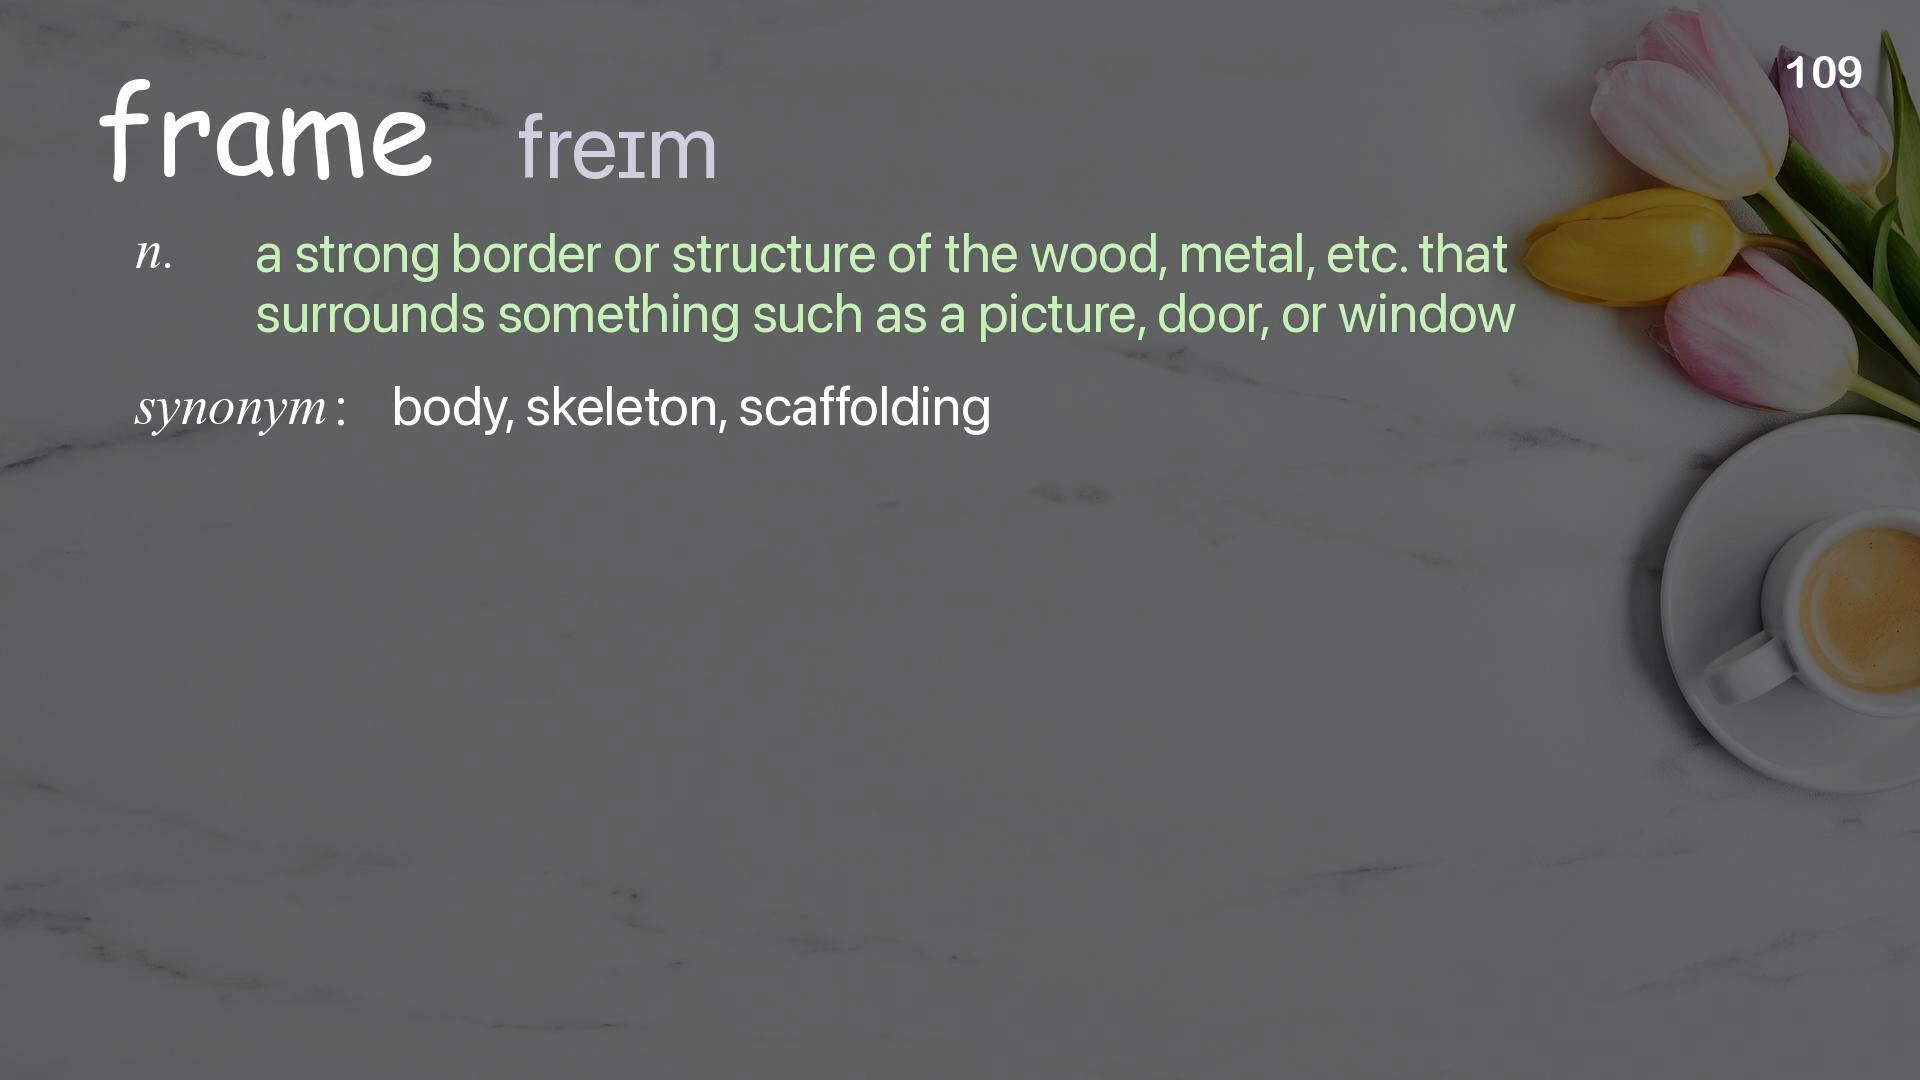 109
frame freɪm
n. a strong border or structure of the wood, metal, etc. that
surrounds something such as a picture, door, or window
synonym: body, skeleton, scaffolding